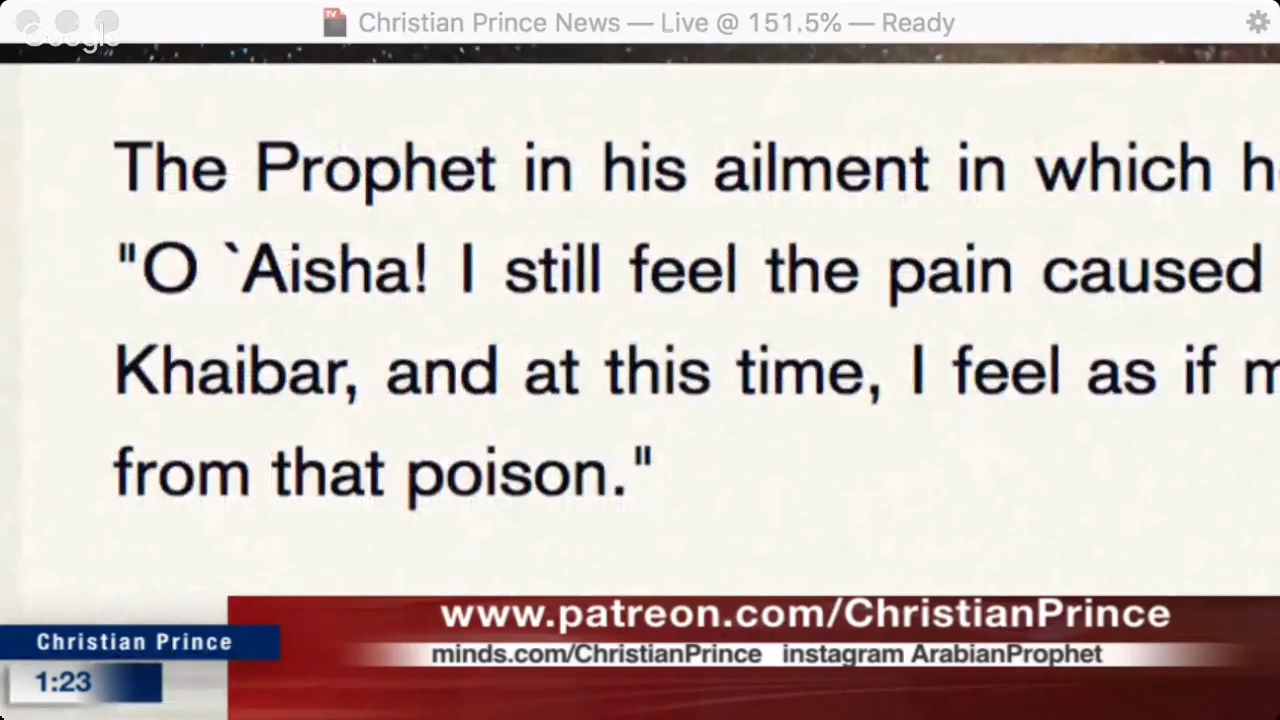 Christian Prince News — Live @ 151.5% — Ready
Google
The Prophet in his ailment in which
"O `Aisha! I still feel the pain caused
Khaibar, and at this time, I feel as if
from that poison."
www.patreon.com/ChristianPrince
Christian Prince
minds.com/ChristianPrince instagram ArabianProphet
1:23